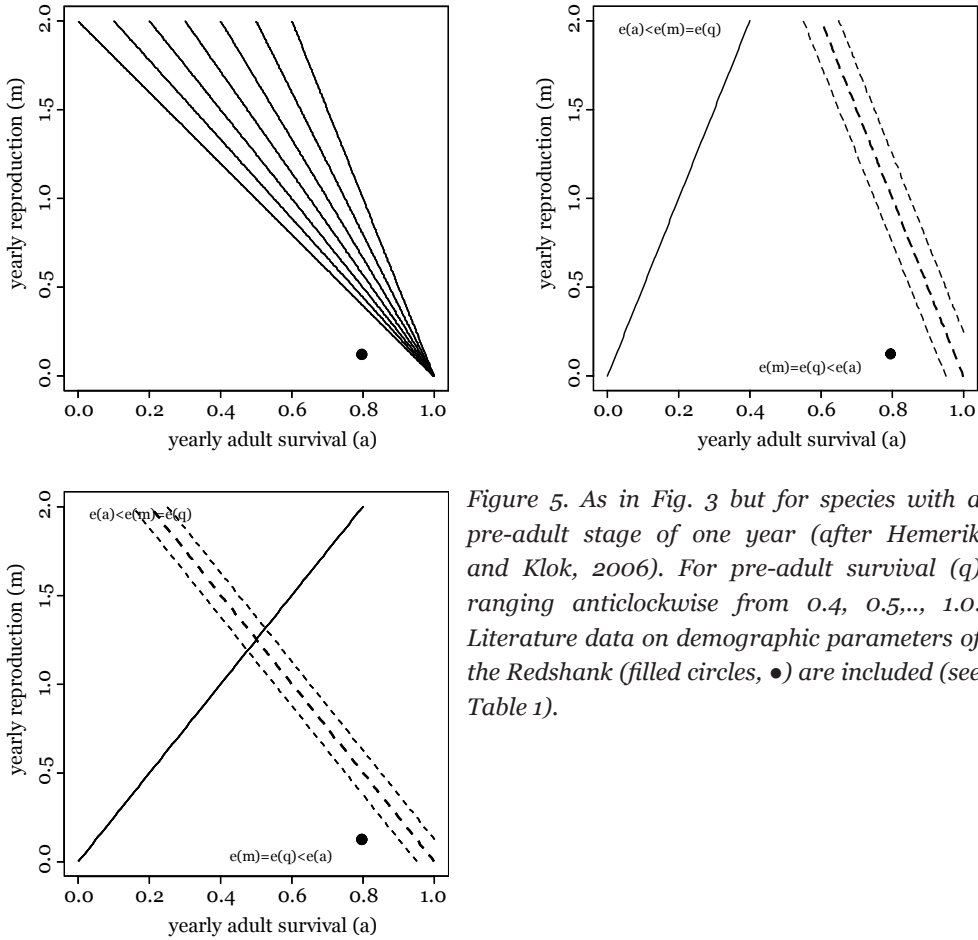 yearly reproduction (m)
2.0
1.5
1.0
0.5
0.0
0.0 0.2 0.4 0.6 0.8 1.0
yearly adult survival (a)
yearly reproduction (m)
2.0
1.5
1.0
0.5
0.0
e(a)<e(m)=e(q)
e(m)=e(q)<e(a)
0.0 0.2 0.4 0.6 0.8 1.0
yearly adult survival (a)
yearly reproduction (m)
2.0
1.5
1.0
0.5
0.0
e(a)<e(m)=e(q)
e(m)=e(q)<e(a)
0.0 0.2 0.4 0.6 0.8 1.0
yearly adult survival (a)
Figure 5. As in Fig. 3 but for species with a
pre-adult stage of one year (after Hemerik
and Klok, 2006). For pre-adult survival (q)
ranging anticlockwise from 0.4, 0.5,.., 1.0.
Literature data on demographic parameters of
the Redshank (filled circles, ●) are included (see
Table 1).